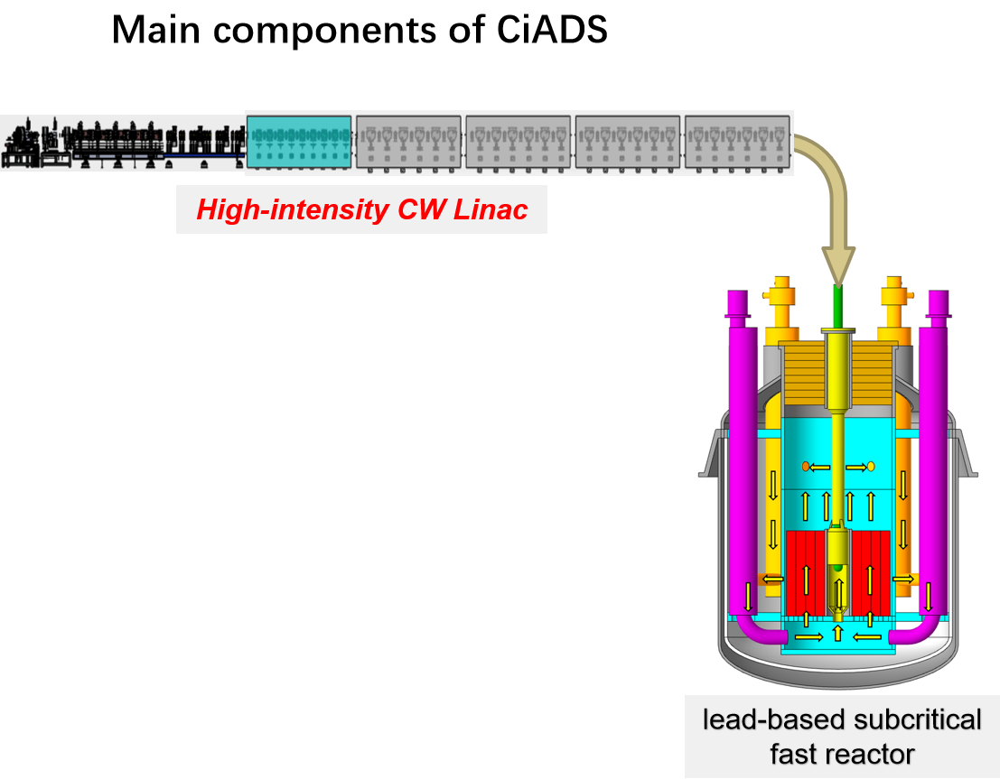 Main components of CiADS
High-intensity CW Linac
lead-based subcritical
fast reactor